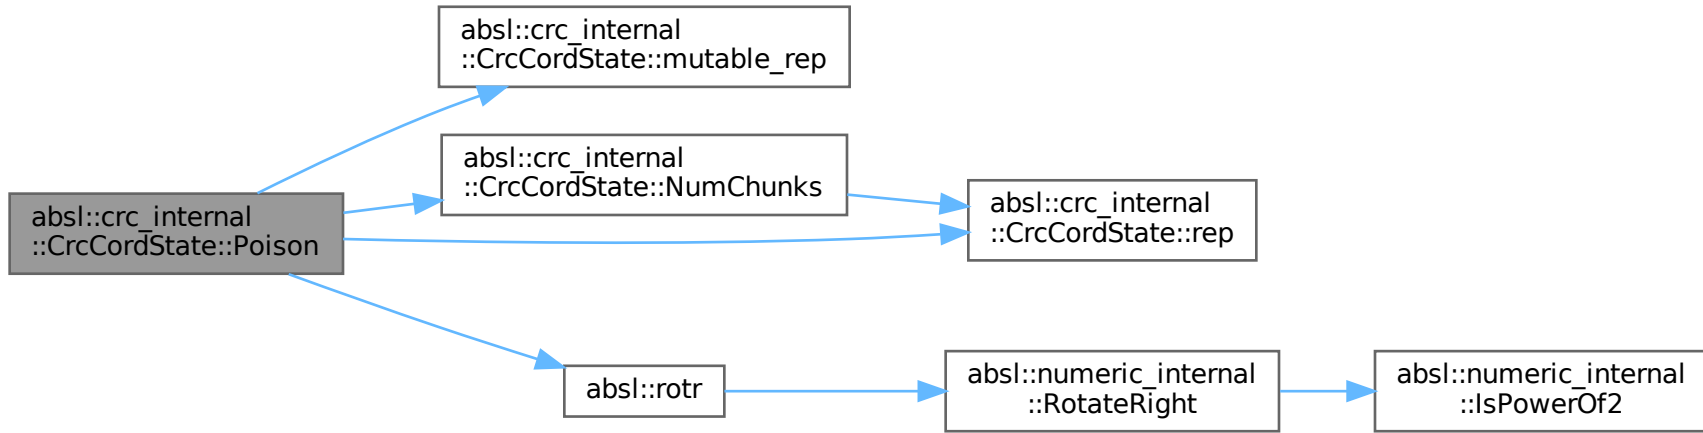 absl::crc_internal
::CrcCordState::mutable_rep
absl::crc_internal
::CrcCordState::NumChunks
absl::crc_internal
::CrcCordState::Poison
absl::crc_internal
::CrcCordState::rep
absl::rotr
absl::numeric_internal
::RotateRight
absl::numeric_internal
::IsPowerOf2